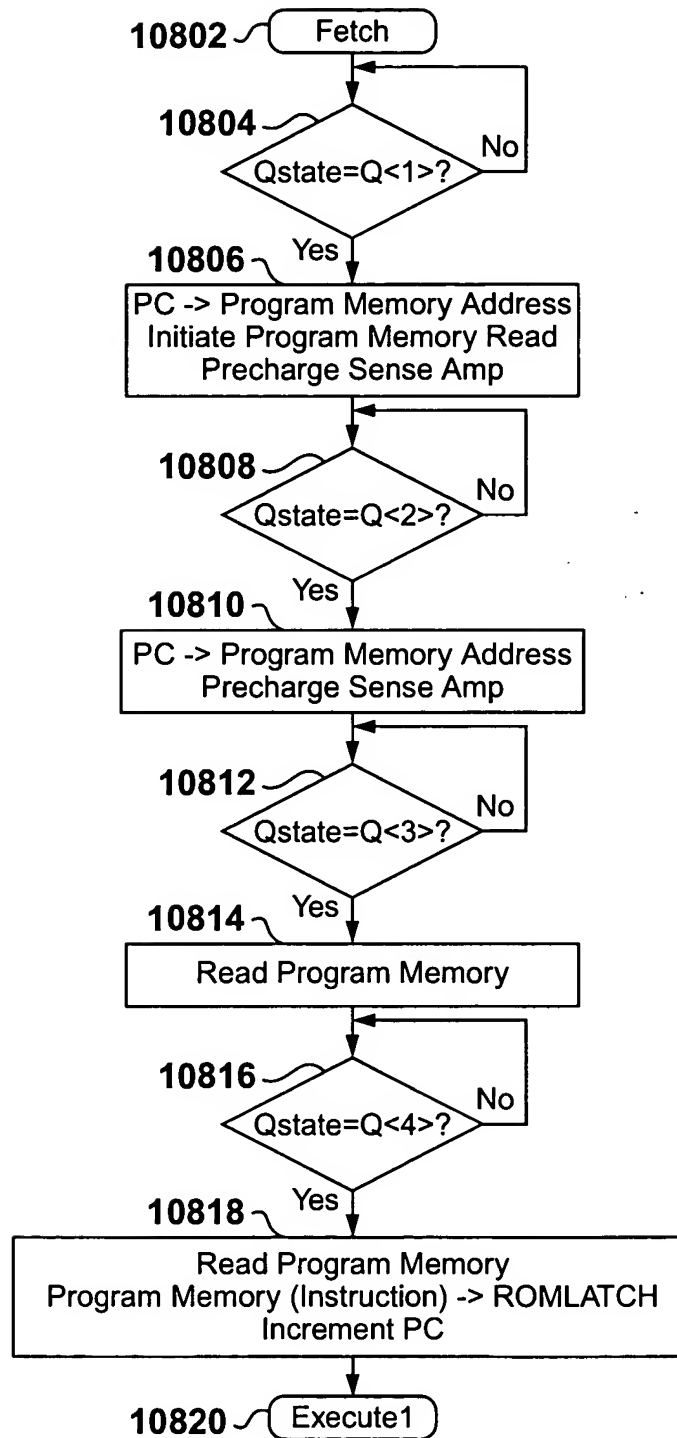 10802
Fetch
10804
Qstate=Q<1>?
No
Yes
10806
PC -> Program Memory Address
Initiate Program Memory Read
Precharge Sense Amp
10808
Qstate=Q<2>?
No
Yes
10810
PC -> Program Memory Address
Precharge Sense Amp
10812
Qstate=Q<3>?
No
Yes
10814
Read Program Memory
10816
Qstate=Q<4>?
No
Yes
10818
Read Program Memory
Program Memory (Instruction) -> ROMLATCH
Increment PC
10820
Execute1